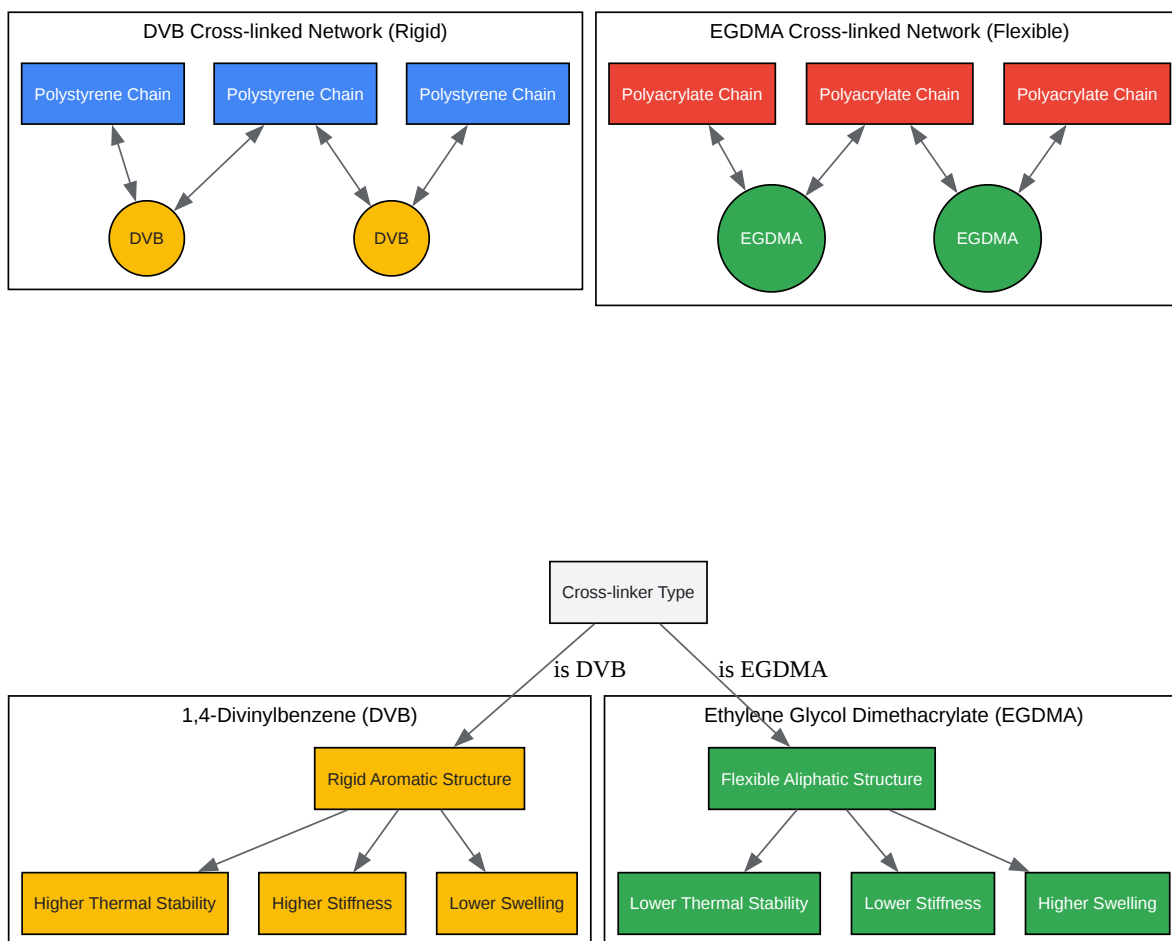 DVB Cross-linked Network (Rigid)
Polystyrene Chain
Polystyrene Chain
Polystyrene Chain
DVB
DVB
EGDMA Cross-linked Network (Flexible)
Polyacrylate Chain
Polyacrylate Chain
Polyacrylate Chain
EGDMA
EGDMA
Cross-linker Type
is DVB
is EGDMA
1,4-Divinylbenzene (DVB)
Rigid Aromatic Structure
Higher Thermal Stability
Higher Stiffness
Lower Swelling
Ethylene Glycol Dimethacrylate (EGDMA)
Flexible Aliphatic Structure
Lower Thermal Stability
Lower Stiffness
Higher Swelling